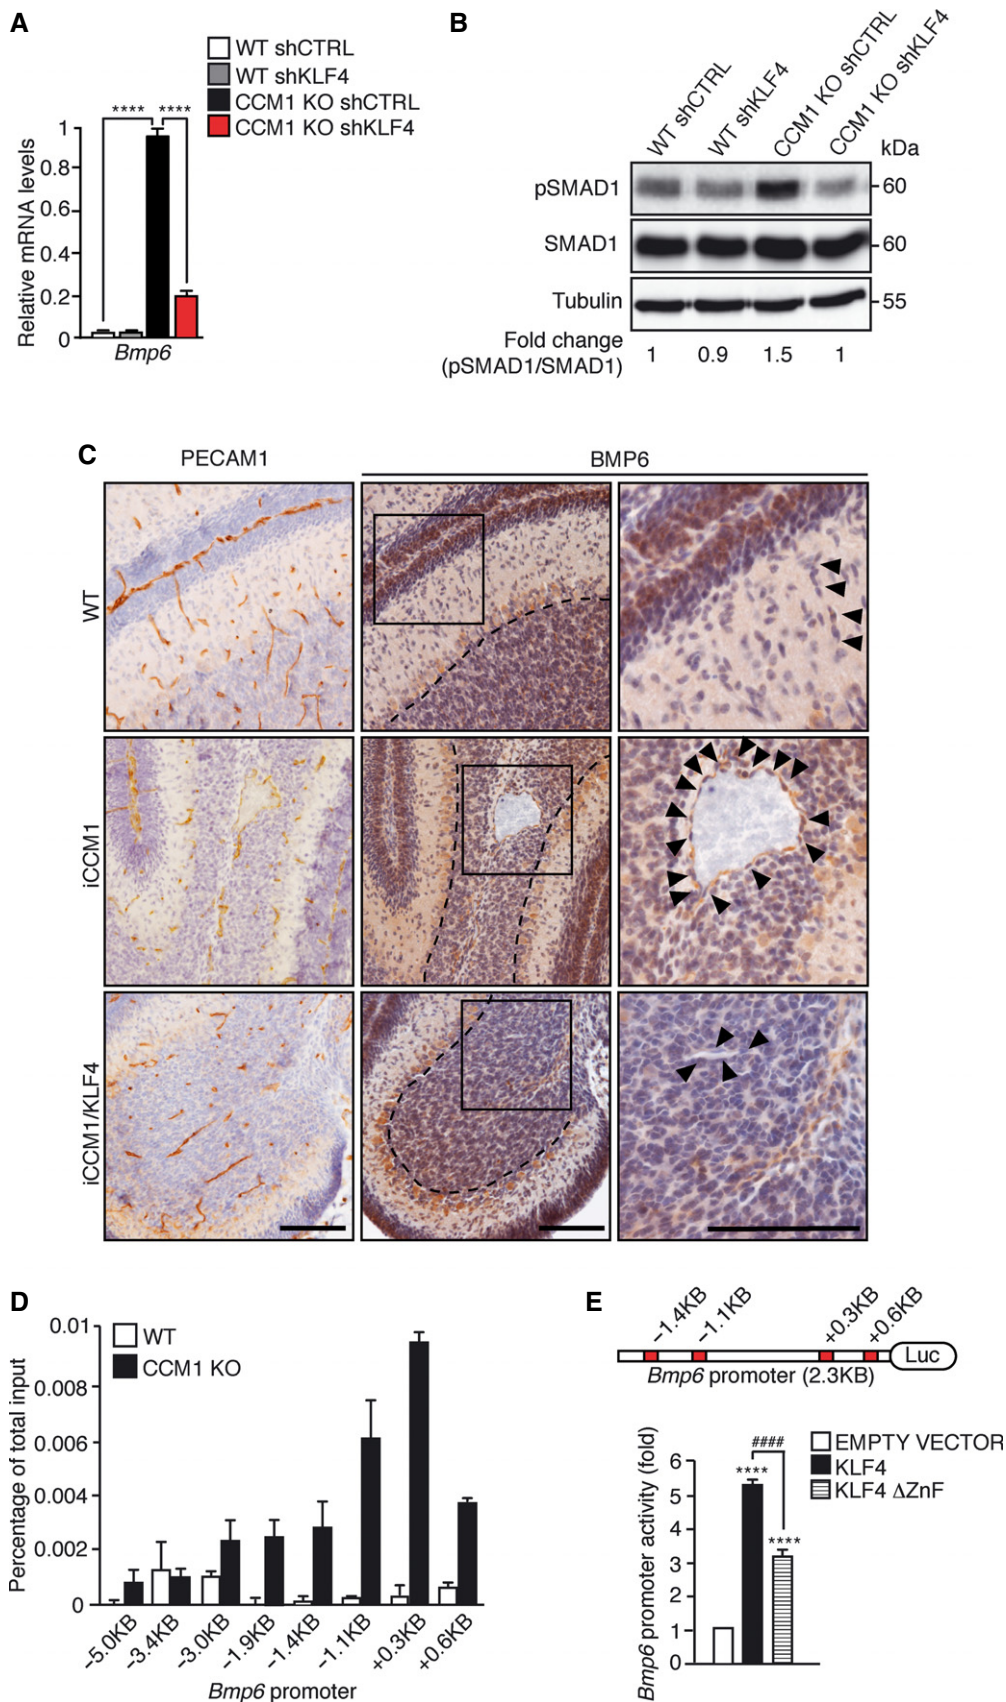 A
WT shCTRL
WT shKLF4
CCM1 KO shCTRL
CCM1 KO shKLF4
**** ****
Relative mRNA levels
1
0.8
0.6
0.4
0.2
0
Bmp6
B
WT shCTRL
WT shKLF4
CCM1 KO shCTRL
CCM1 KO shKLF4
kDa
pSMAD1
60
SMAD1
60
Tubulin
55
Fold change
(pSMAD1/SMAD1)
1 0.9 1.5 1
C
PECAM1
BMP6
WT
iCCM1
iCCM1/KLF4
D
WT
CCM1 KO
Percentage of total input
0.01
0.008
0.006
0.004
0.002
0
−5.0KB
−3.4KB
−3.0KB
−1.9KB
−1.4KB
−1.1KB
+0.3KB
+0.6KB
Bmp6 promoter
E
−1.4KB
−1.1KB
+0.3KB
+0.6KB
Luc
Bmp6 promoter (2.3KB)
EMPTY VECTOR
KLF4
KLF4 ΔZnF
####
****
****
Bmp6 promoter activity (fold)
6
5
4
3
2
1
0